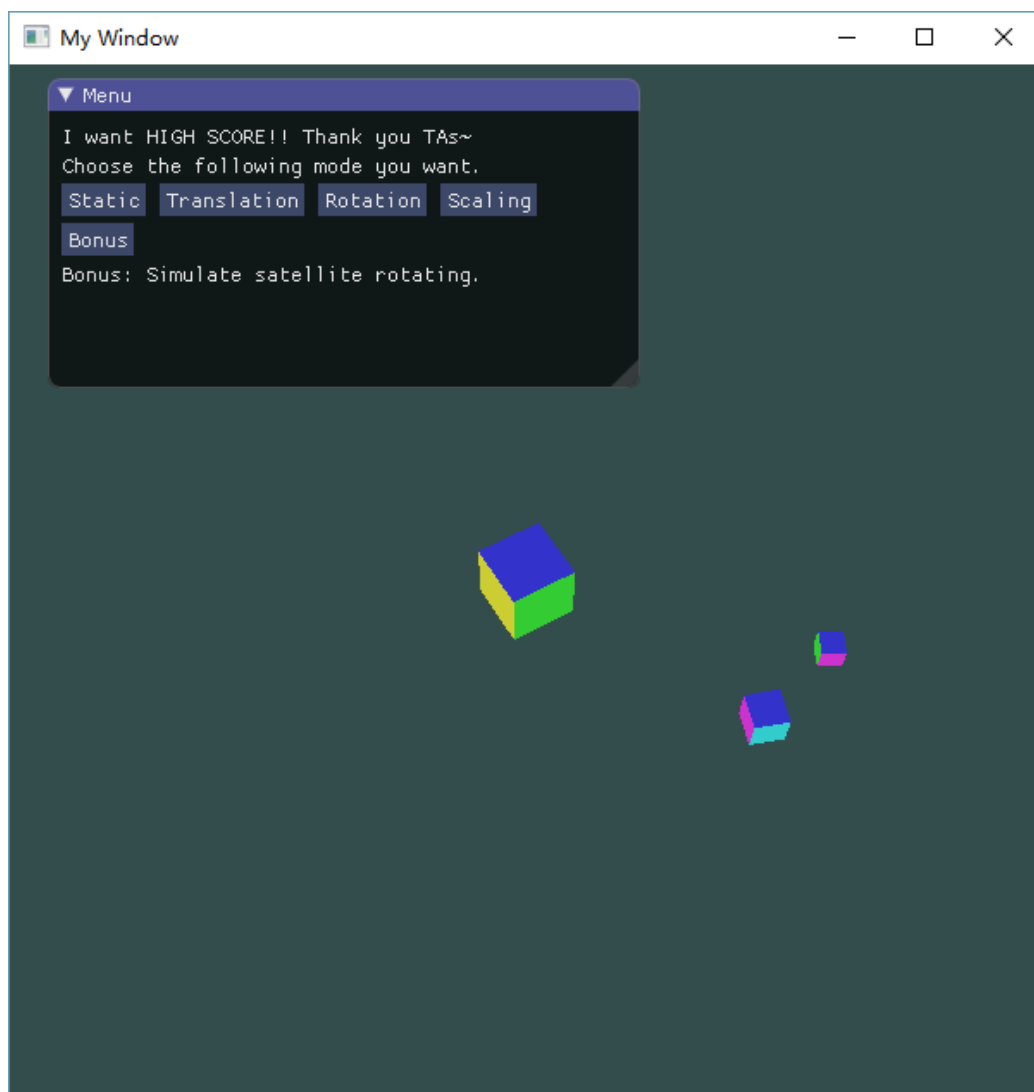 My Window
Menu
I want HIGH SCORE!! Thank you TAs~
Choose the following mode you want.
Static Translation Rotation Scaling
Bonus
Bonus: Simulate satellite rotating.